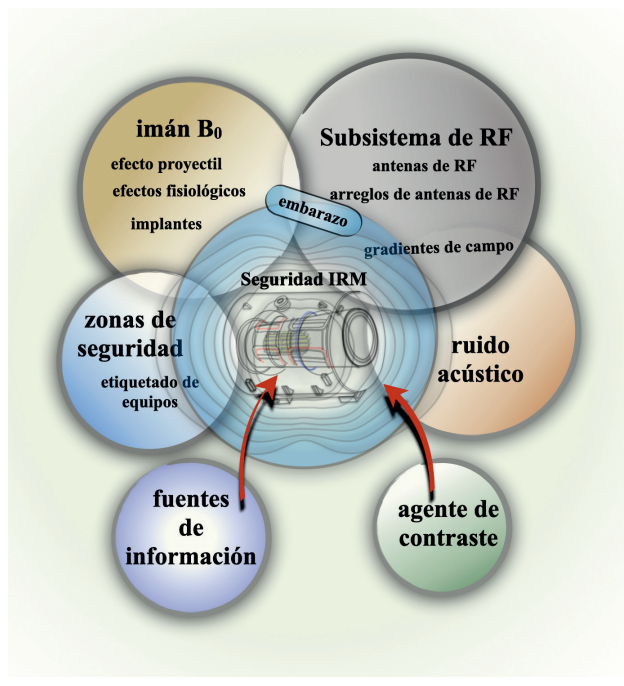 imán B₀
efecto proyectil
efectos fisiológicos
implantes
Subsistema de RF
antenas de RF
arreglos de antenas de RF
gradientes de campo
embarazo
Seguridad IRM
zonas de
seguridad
etiquetado de
equipos
ruido
acústico
fuentes
de
información
agente de
contraste